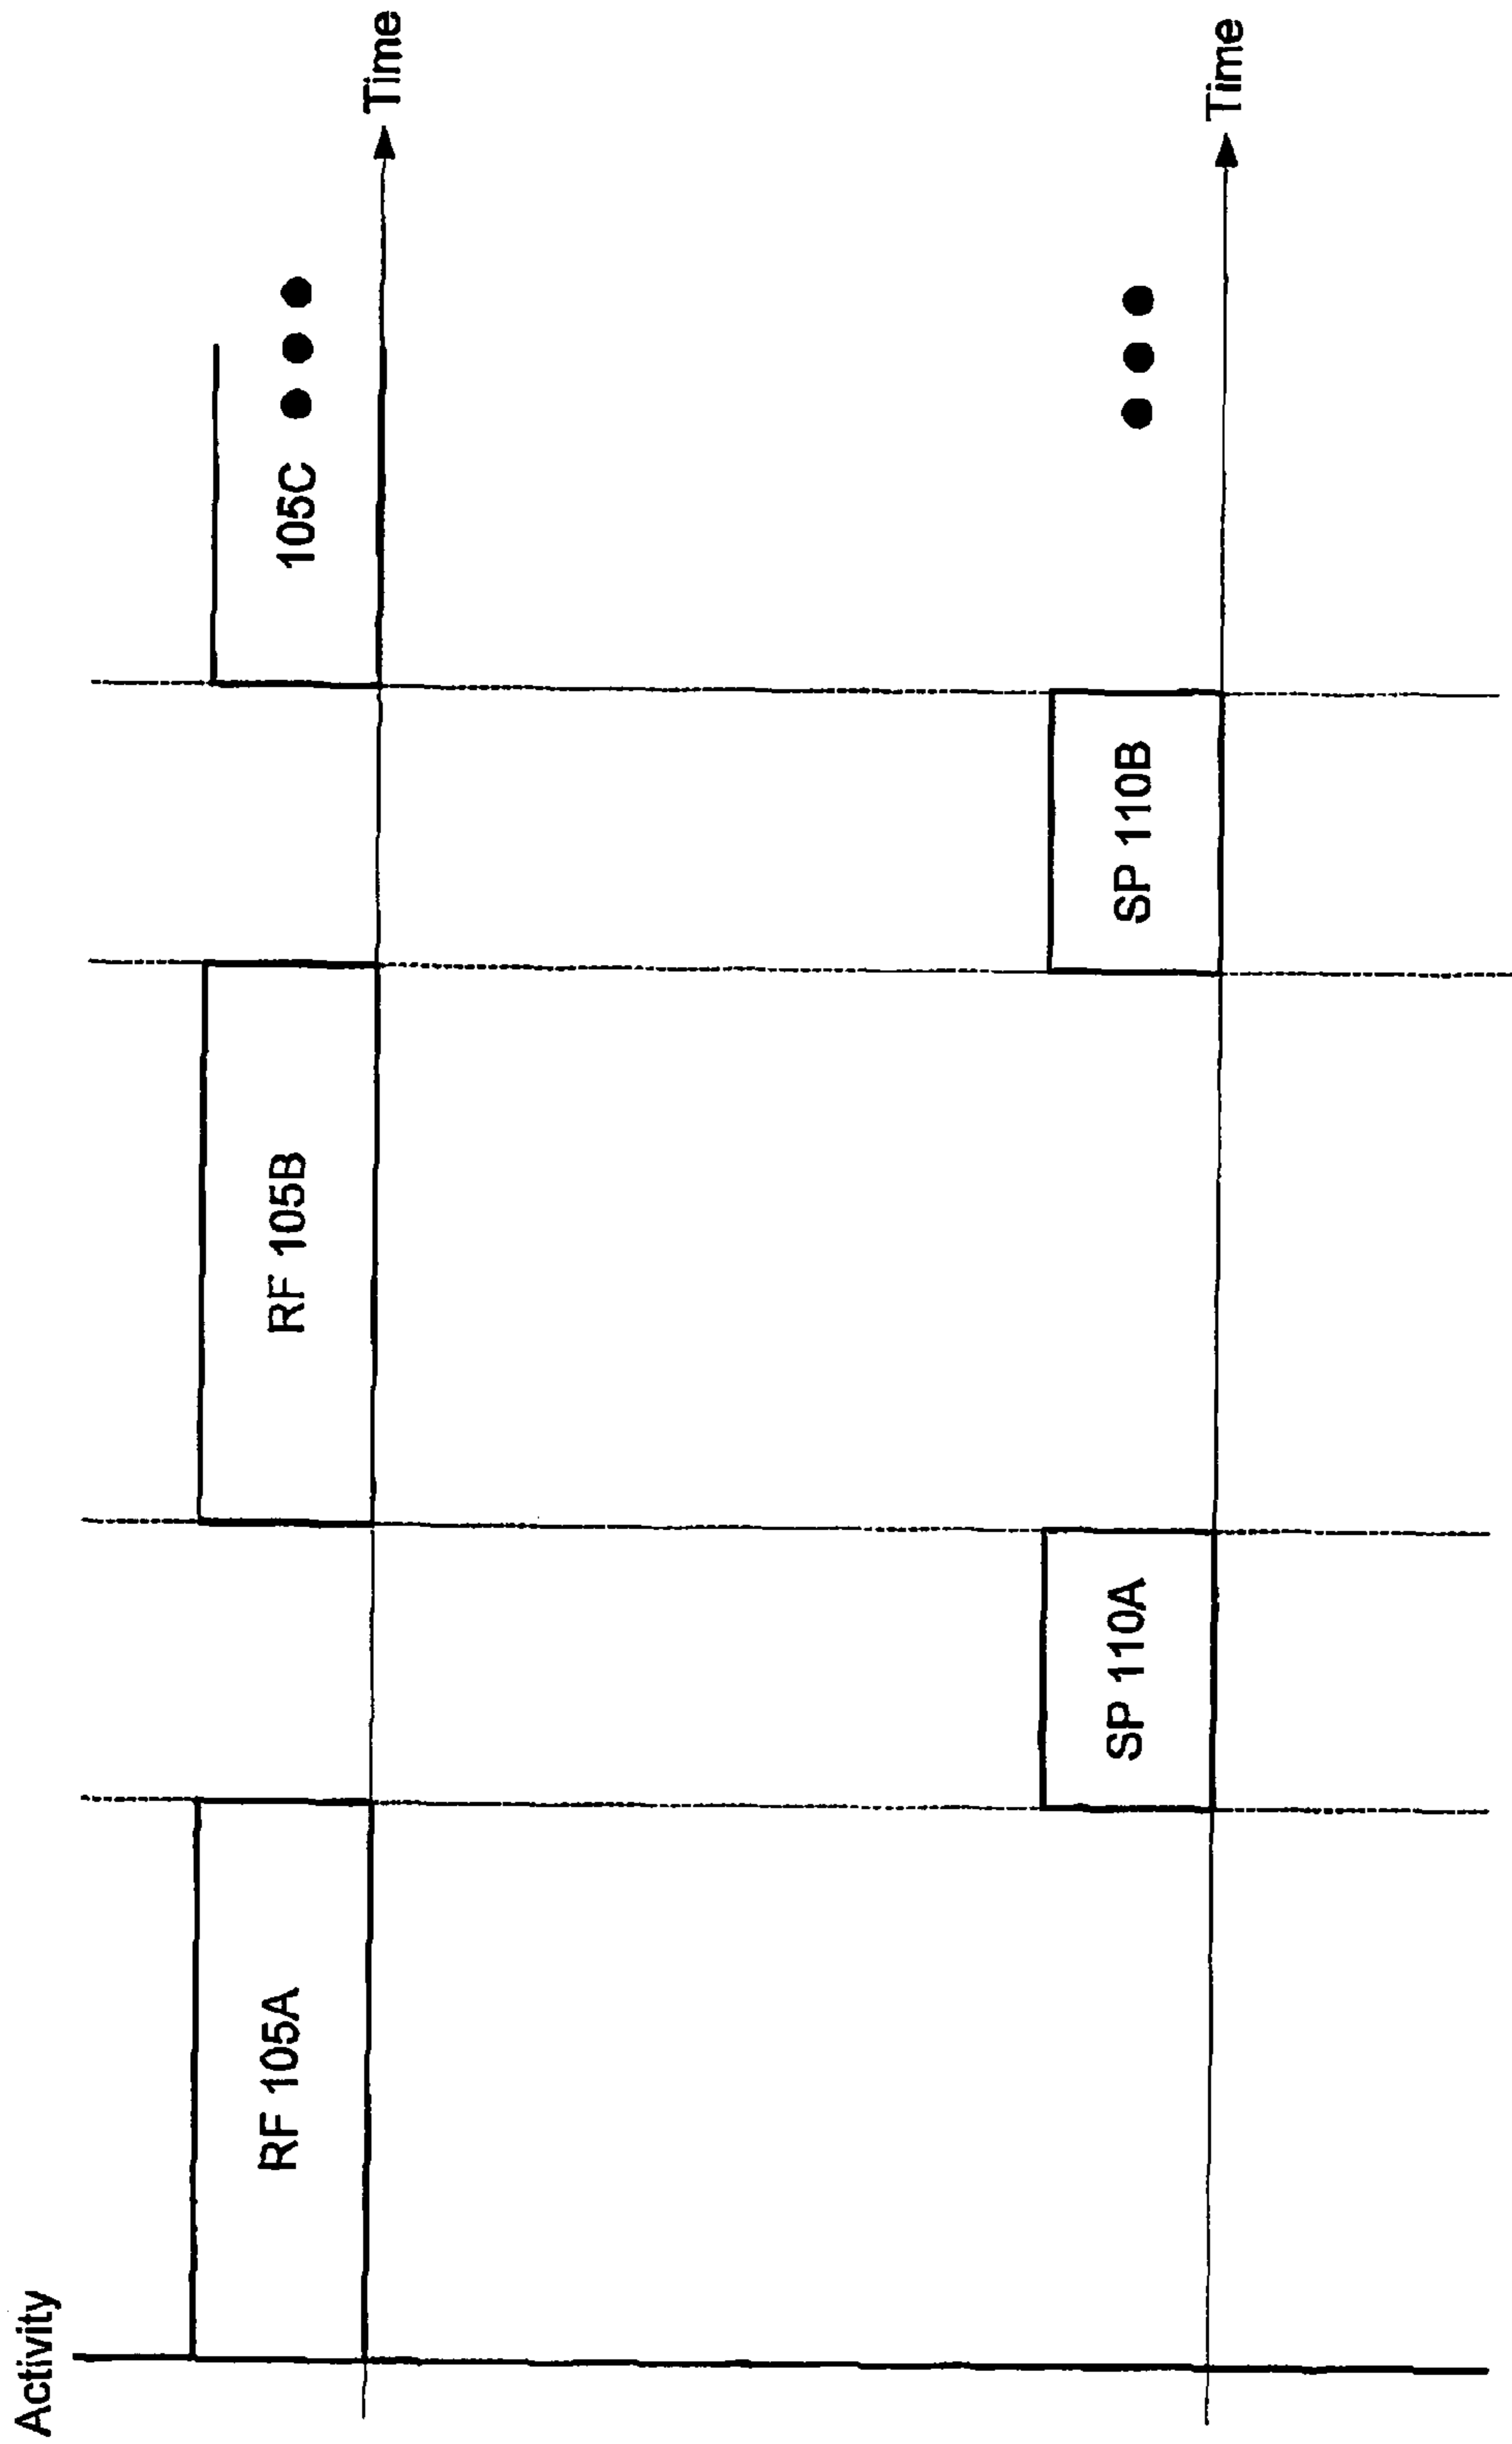 Activity
RF 105A
RF 105B
105C
Time
SP 110A
SP 110B
Time